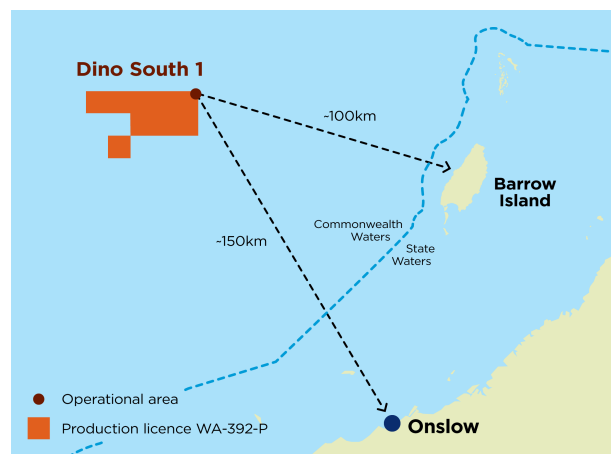 Dino South 1
~100km
Barrow
Island
Commonwealth
Waters
State
Waters
~150km
Operational area
Production licence WA-392-P
Onslow